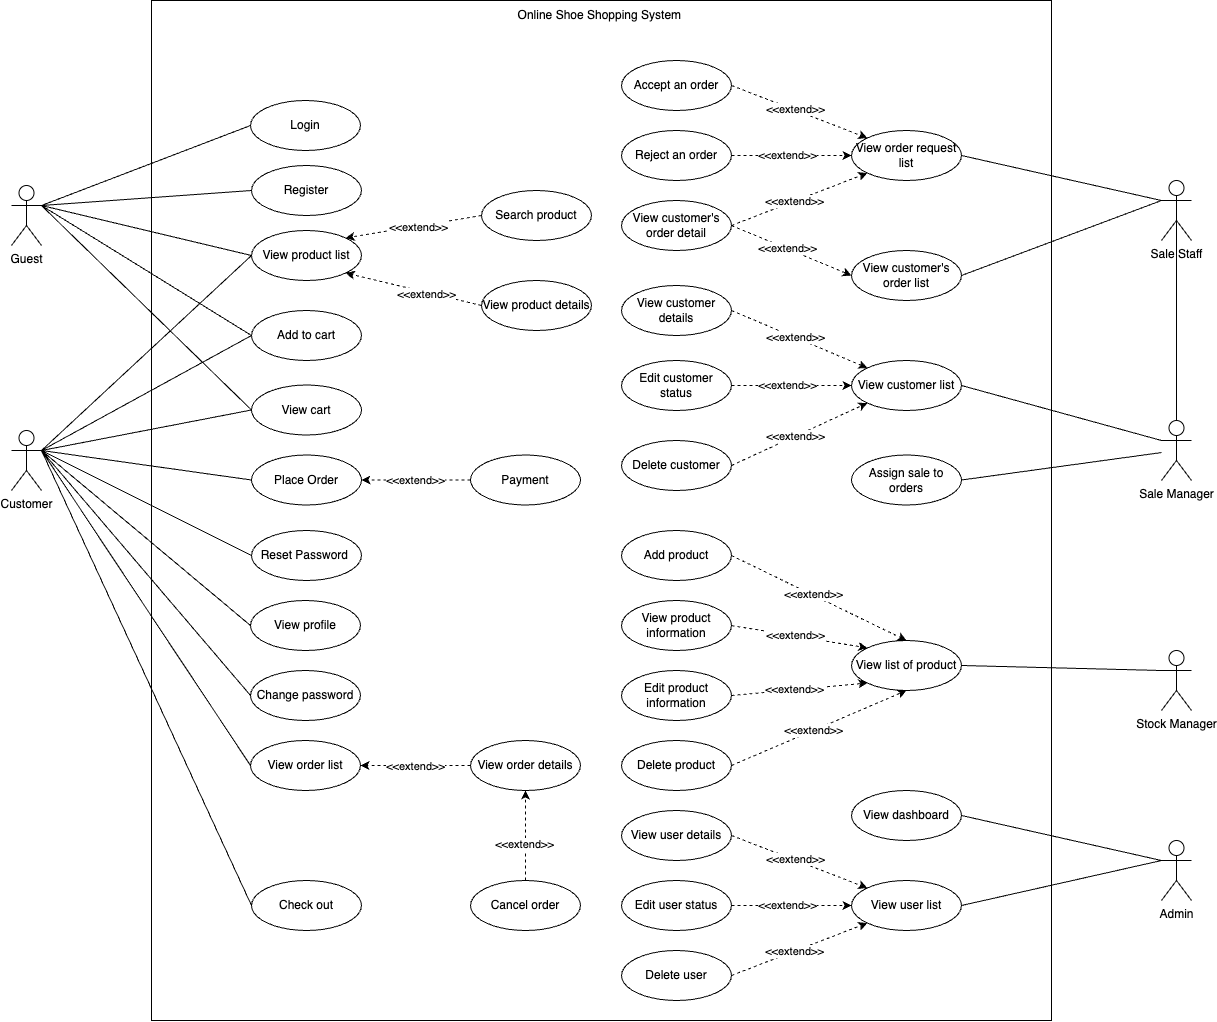 Online Shoe Shopping System
Login
Register
View product list
Add to cart
View cart
Place Order
Reset Password
View profile
Change password
View order list
Check out
Search product
<<extend>>
View product details
<<extend>>
Payment
<<extend>>
View order details
<<extend>>
<<extend>>
Cancel order
Guest
Customer
Accept an order
<<extend>>
Reject an order
<<extend>>
View order request
list
View customer's
order detail
<<extend>>
<<extend>>
View customer's
order list
View customer
details
<<extend>>
Edit customer
status
<<extend>>
View customer list
Delete customer
<<extend>>
Assign sale to
orders
Add product
<<extend>>
View product
information
<<extend>>
View list of product
Edit product
information
<<extend>>
Delete product
<<extend>>
View dashboard
View user details
<<extend>>
Edit user status
<<extend>>
View user list
Delete user
<<extend>>
Sale Staff
Sale Manager
Stock Manager
Admin